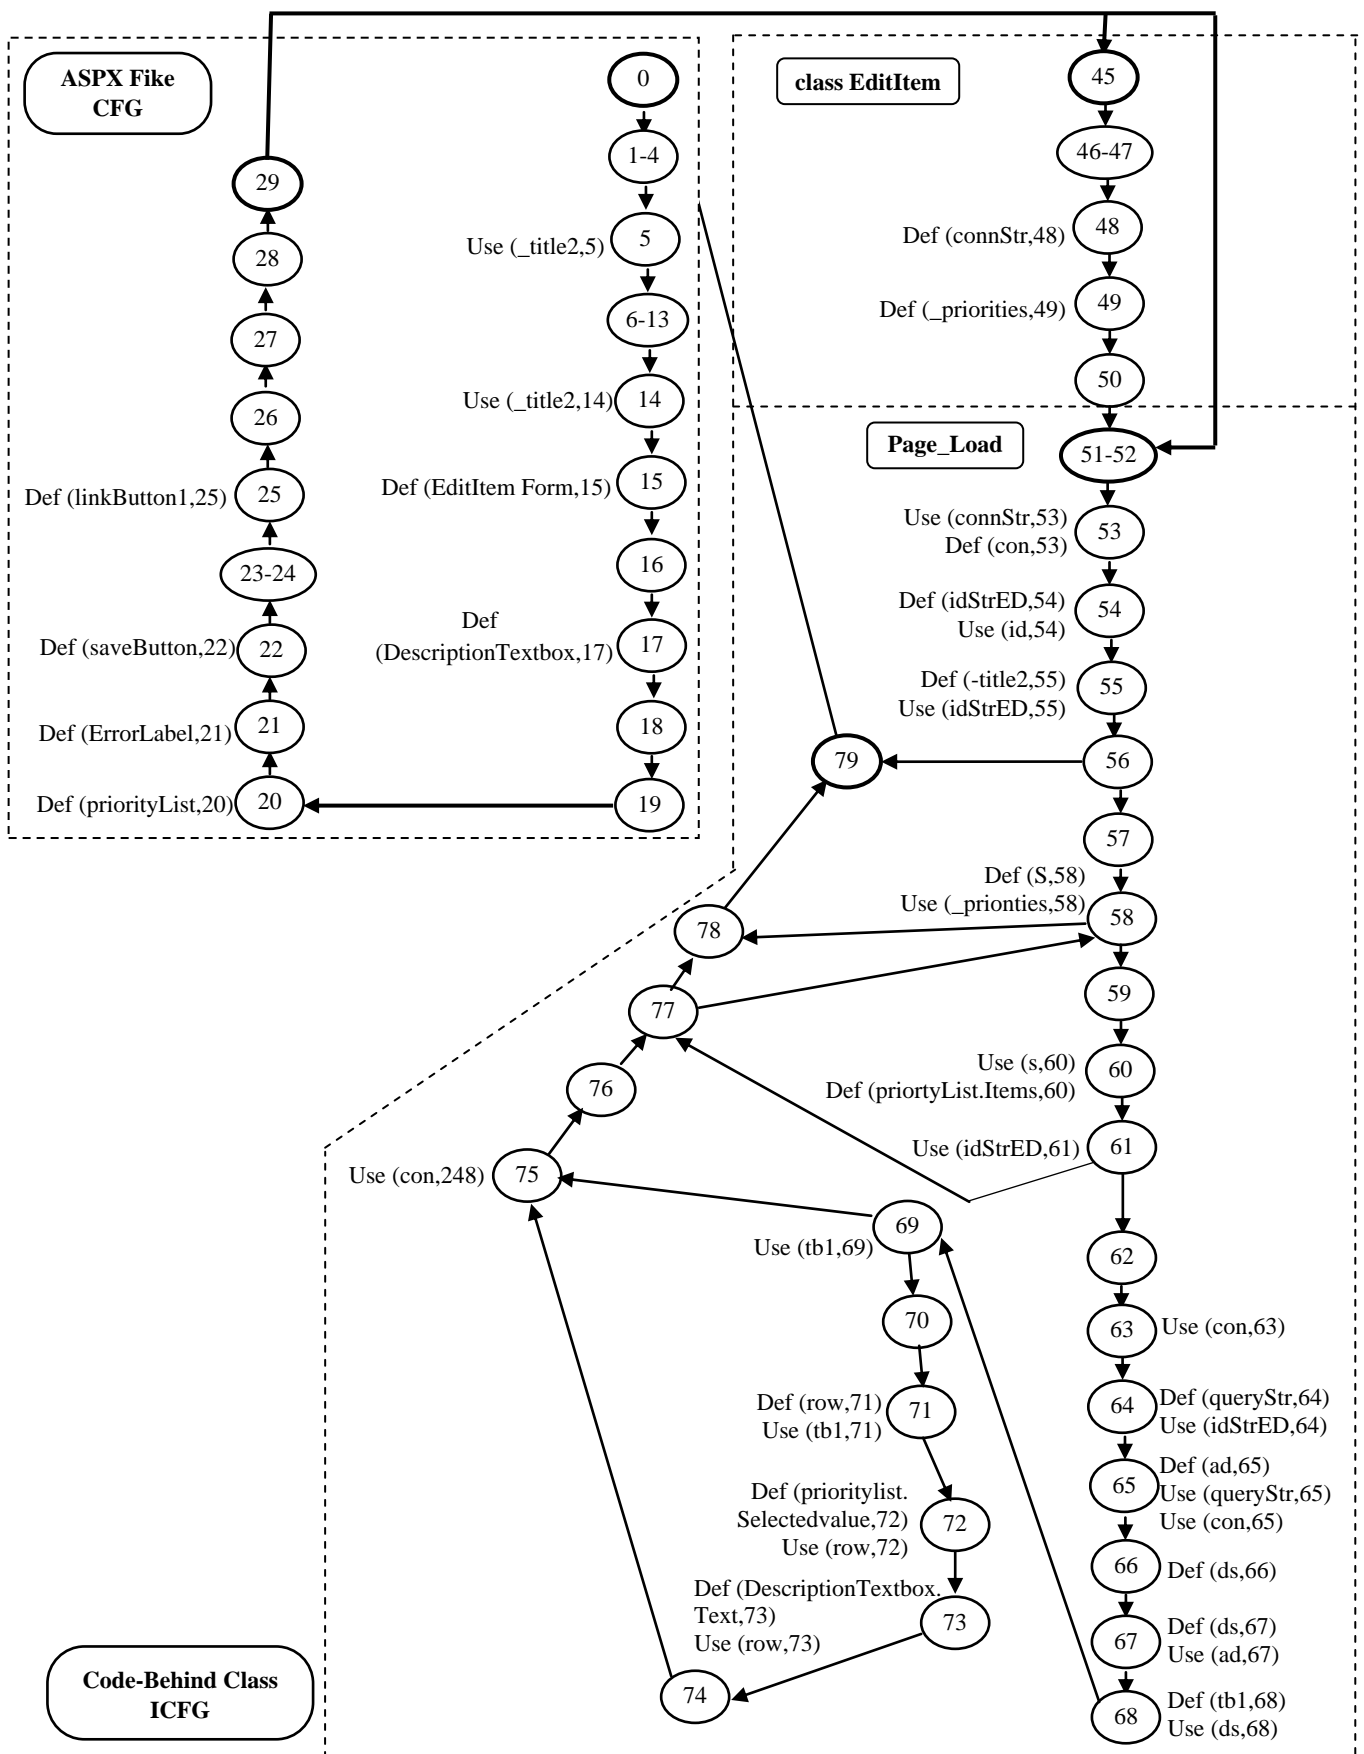 ASPX Fike
CFG
0
1-4
Use (_title2,5)
5
6-13
Use (_title2,14)
14
Def (EditItem Form,15)
15
16
Def
(DescriptionTextbox,17)
17
18
19
29
28
27
26
Def (linkButton1,25)
25
23-24
Def (saveButton,22)
22
Def (ErrorLabel,21)
21
Def (priorityList,20)
20
class EditItem
45
46-47
Def (connStr,48)
48
Def (_priorities,49)
49
50
Page_Load
51-52
Use (connStr,53)
Def (con,53)
53
Def (idStrED,54)
Use (id,54)
54
Def (-title2,55)
Use (idStrED,55)
55
79
56
57
Def (S,58)
Use (_prionties,58)
58
78
59
77
Use (s,60)
Def (priortyList.Items,60)
60
76
Use (idStrED,61)
61
Use (con,248)
75
69
Use (tb1,69)
62
70
63
Use (con,63)
Def (row,71)
Use (tb1,71)
71
64
Def (queryStr,64)
Use (idStrED,64)
65
Def (ad,65)
Use (queryStr,65)
Use (con,65)
Def (prioritylist.
Selectedvalue,72)
Use (row,72)
72
66
Def (ds,66)
Def (DescriptionTextbox.
Text,73)
Use (row,73)
73
67
Def (ds,67)
Use (ad,67)
74
68
Def (tb1,68)
Use (ds,68)
Code-Behind Class
ICFG